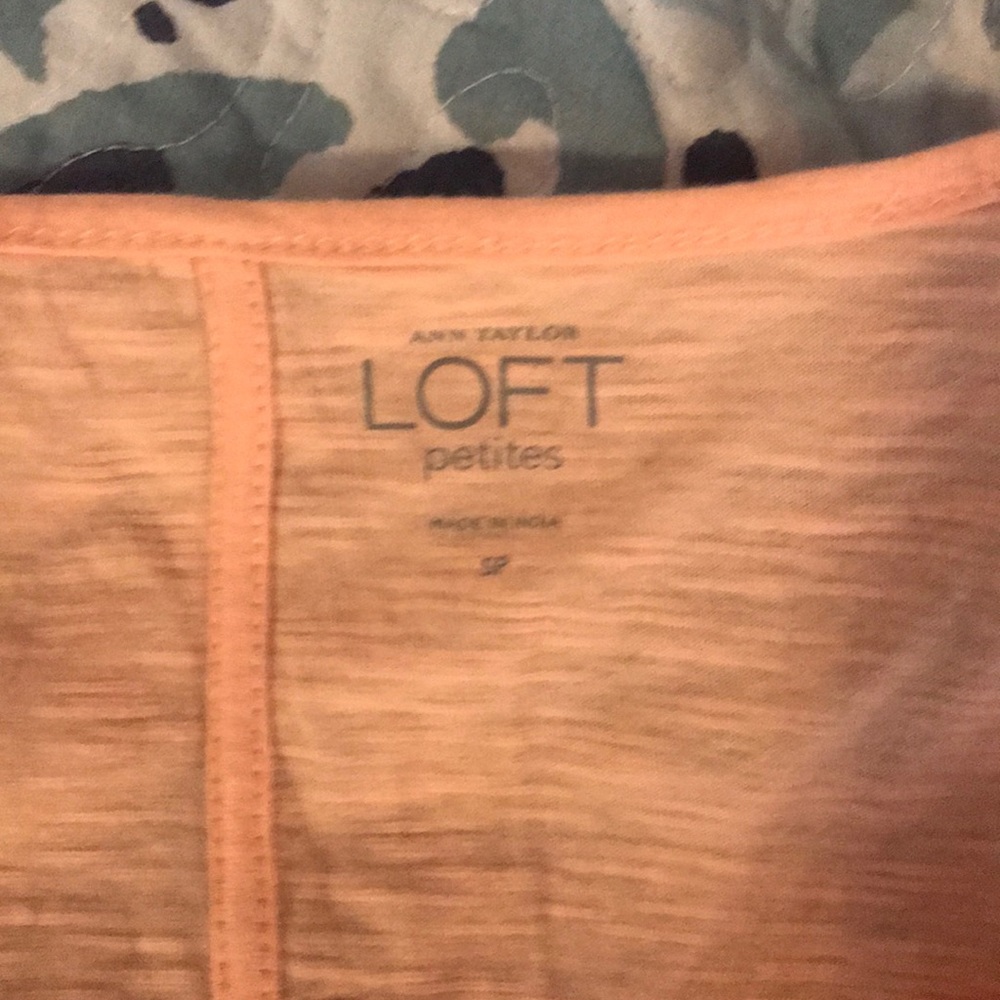 ANN TAYLOR
LOFT
petites
MADE IN INDIA
SP